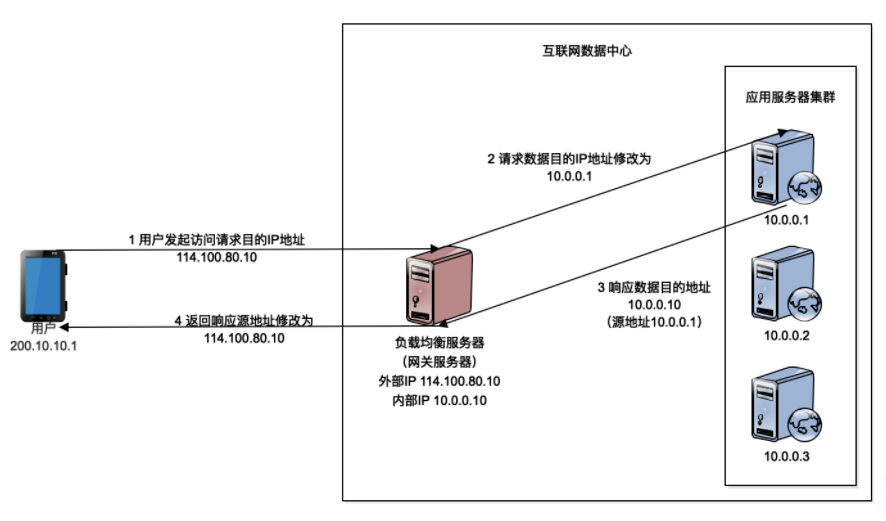 互联网数据中心
应用服务器集群
2 请求数据目的IP地址修改为
10.0.0.1
10.0.0.1
1 用户发起访问请求目的IP地址
114.100.80.10
3 响应数据目的地址
10.0.0.10
（源地址10.0.0.1）
4 返回响应源地址修改为
114.100.80.10
用户
200.10.10.1
负载均衡服务器
（网关服务器）
外部IP 114.100.80.10
内部IP 10.0.0.10
10.0.0.2
10.0.0.3